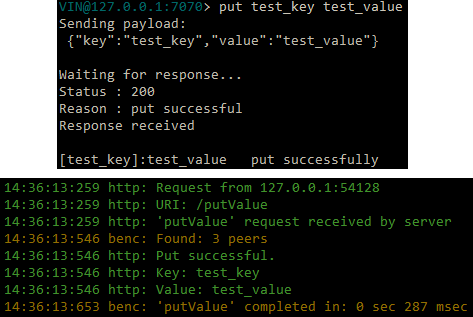 VIN@127.0.0.1:7070> put test_key test_value
Sending payload:
{"key":"test_key","value":"test_value"}
Waiting for response...
Status : 200
Reason : put successful
Response received
[test_key]:test_value   put successfully
14:36:13:259 http: Request from 127.0.0.1:54128
14:36:13:259 http: URI: /putValue
14:36:13:259 http: 'putValue' request received by server
14:36:13:546 benc: Found: 3 peers
14:36:13:546 http: Put successful.
14:36:13:546 http: Key: test_key
14:36:13:546 http: Value: test_value
14:36:13:653 benc: 'putValue' completed in: 0 sec 287 msec